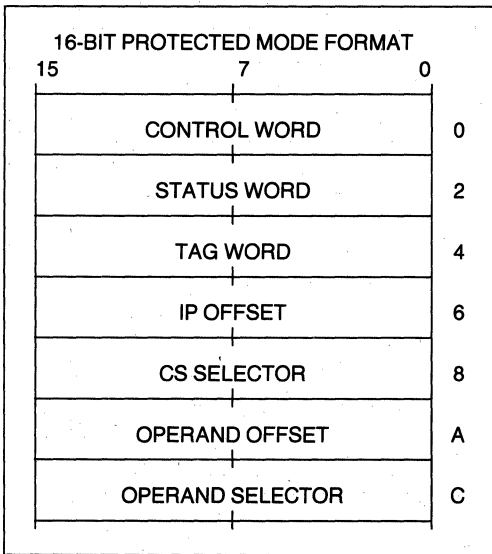 16-BIT PROTECTED MODE FORMAT
15 7 0
CONTROL WORD 0
STATUS WORD 2
TAG WORD 4
IP OFFSET 6
CS SELECTOR 8
OPERAND OFFSET A
OPERAND SELECTOR C